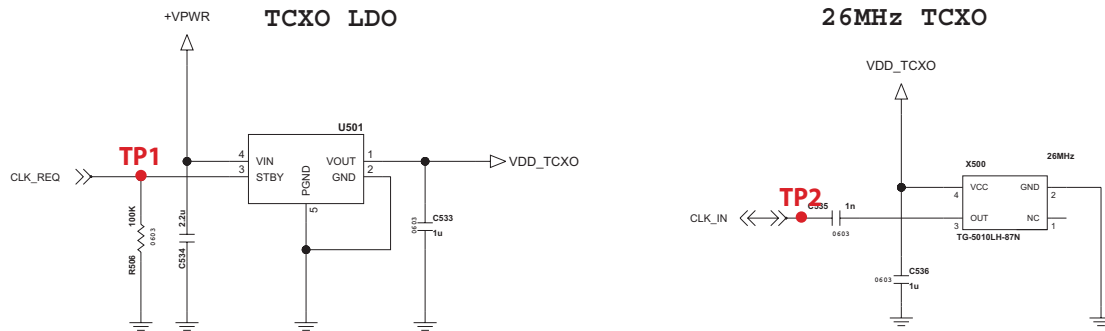 TCXO LDO
+VPWR
U501
TP1
4 VIN VOUT 1
3 STBY GND 2
PGND
5
CLK_REQ
VDD_TCXO
100K
0603
R506
2.2u
C534
C533
0603
1u
26MHz TCXO
VDD_TCXO
X500 26MHz
TP2
C535 1n
0603
CLK_IN
4 VCC GND 2
3 OUT NC 1
TG-5010LH-87N
C536
0603
1u